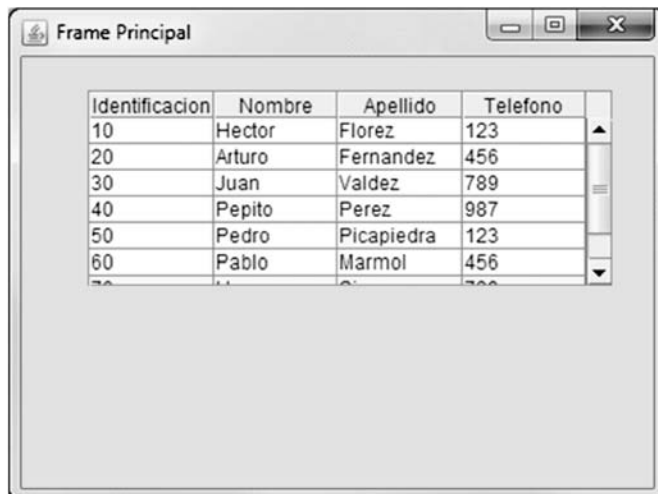 Frame Principal
Identificacion Nombre Apellido Telefono
10 Hector Florez 123
20 Arturo Fernandez 456
30 Juan Valdez 789
40 Pepito Perez 987
50 Pedro Picapiedra 123
60 Pablo Marmol 456